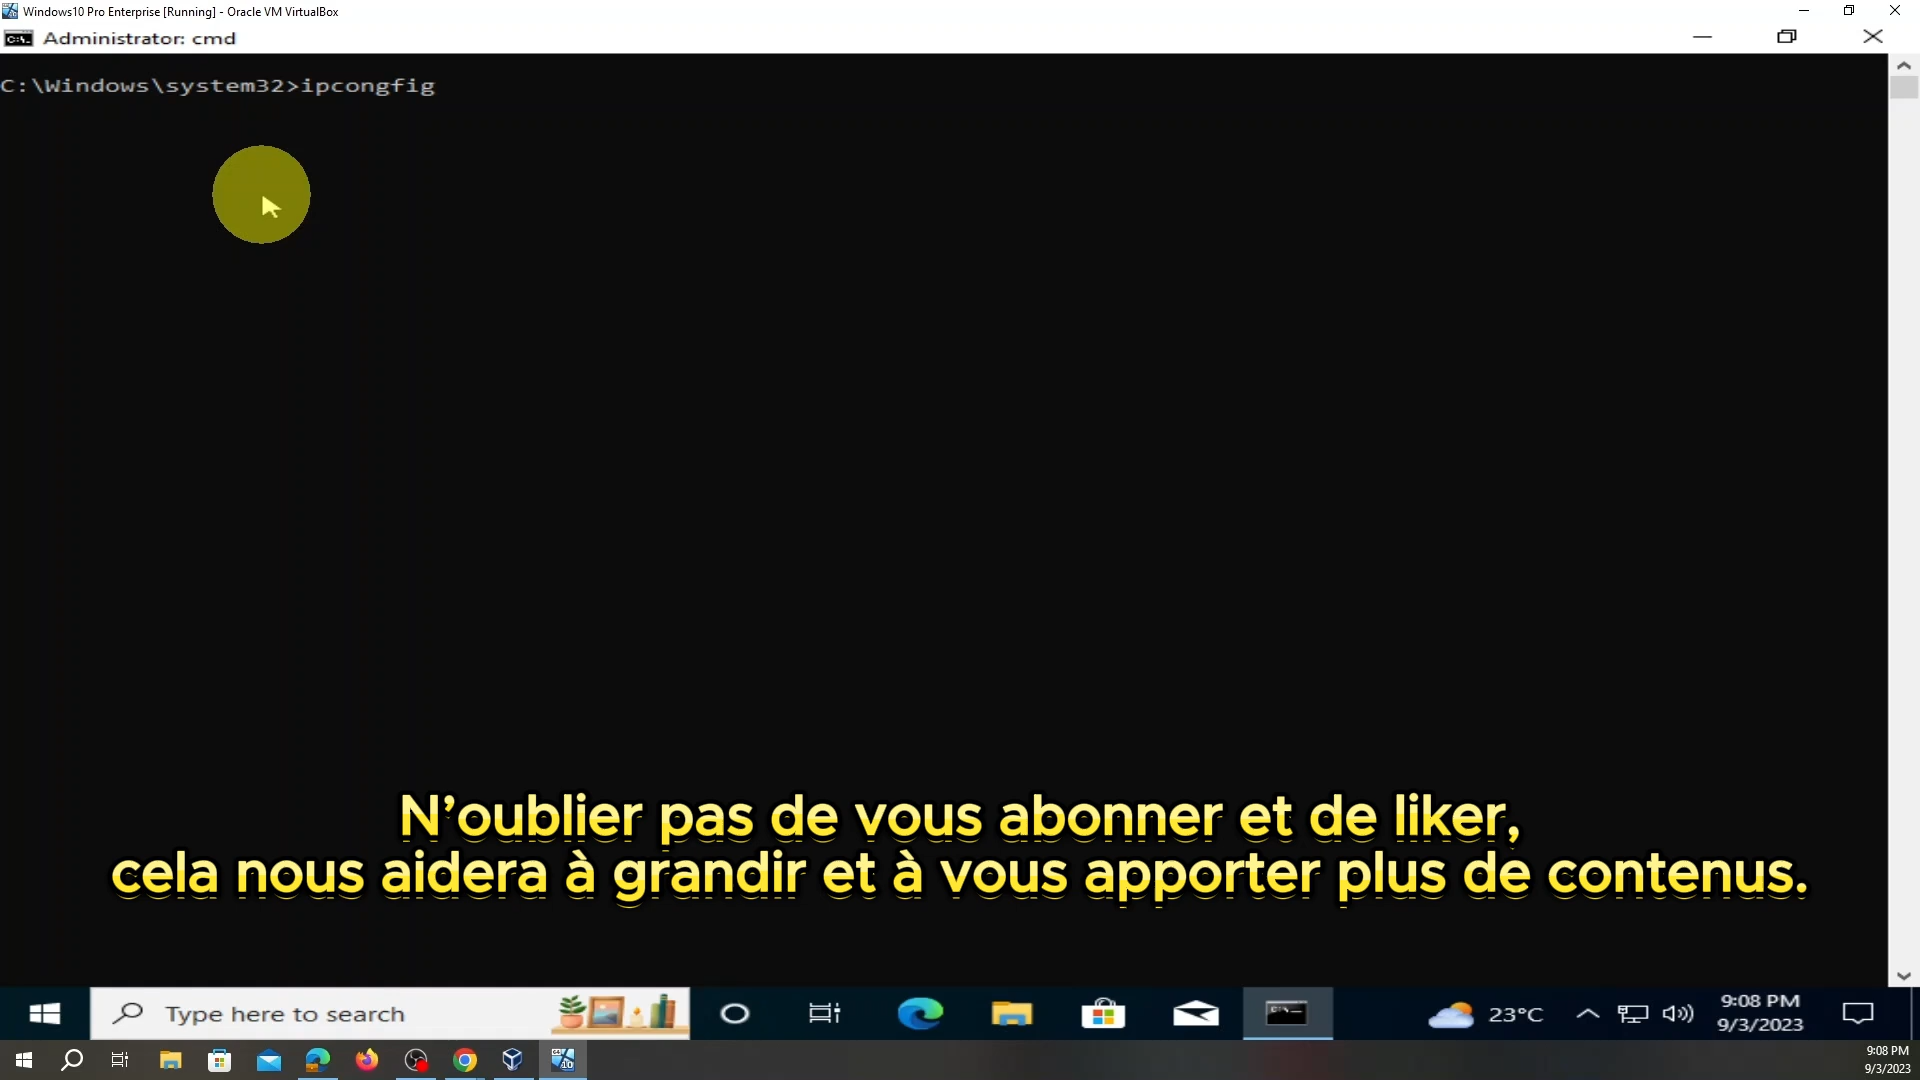 Windows10 Pro Enterprise [Running] - Oracle VM VirtualBox
Administrator: cmd
C:\Windows\system32>ipcongfig
N’oublier pas de vous abonner et de liker,
cela nous aidera à grandir et à vous apporter plus de contenus.
Type here to search
23°C
9:08 PM
9/3/2023
9:08 PM
9/3/2023